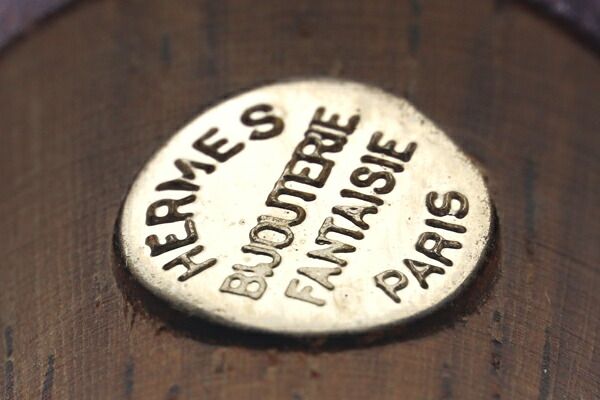 HERMES
BIJOUTERIE
FANTAISIE
PARIS